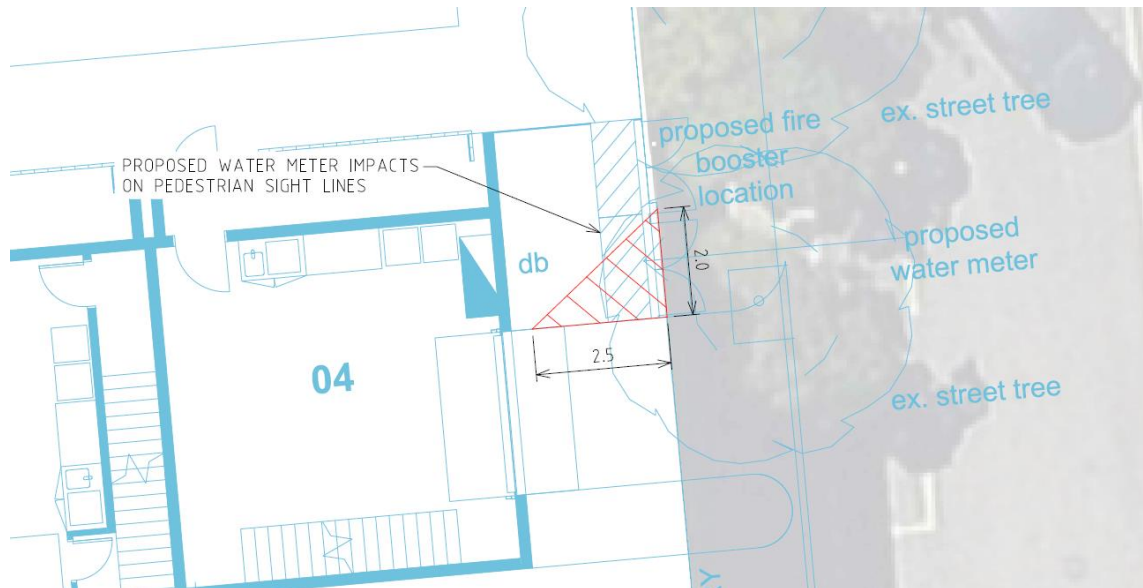 ex. street tree
proposed fire
booster
location
PROPOSED WATER METER IMPACTS
ON PEDESTRIAN SIGHT LINES
proposed
water meter
db
2.0
2.5
04
ex. street tree
Y